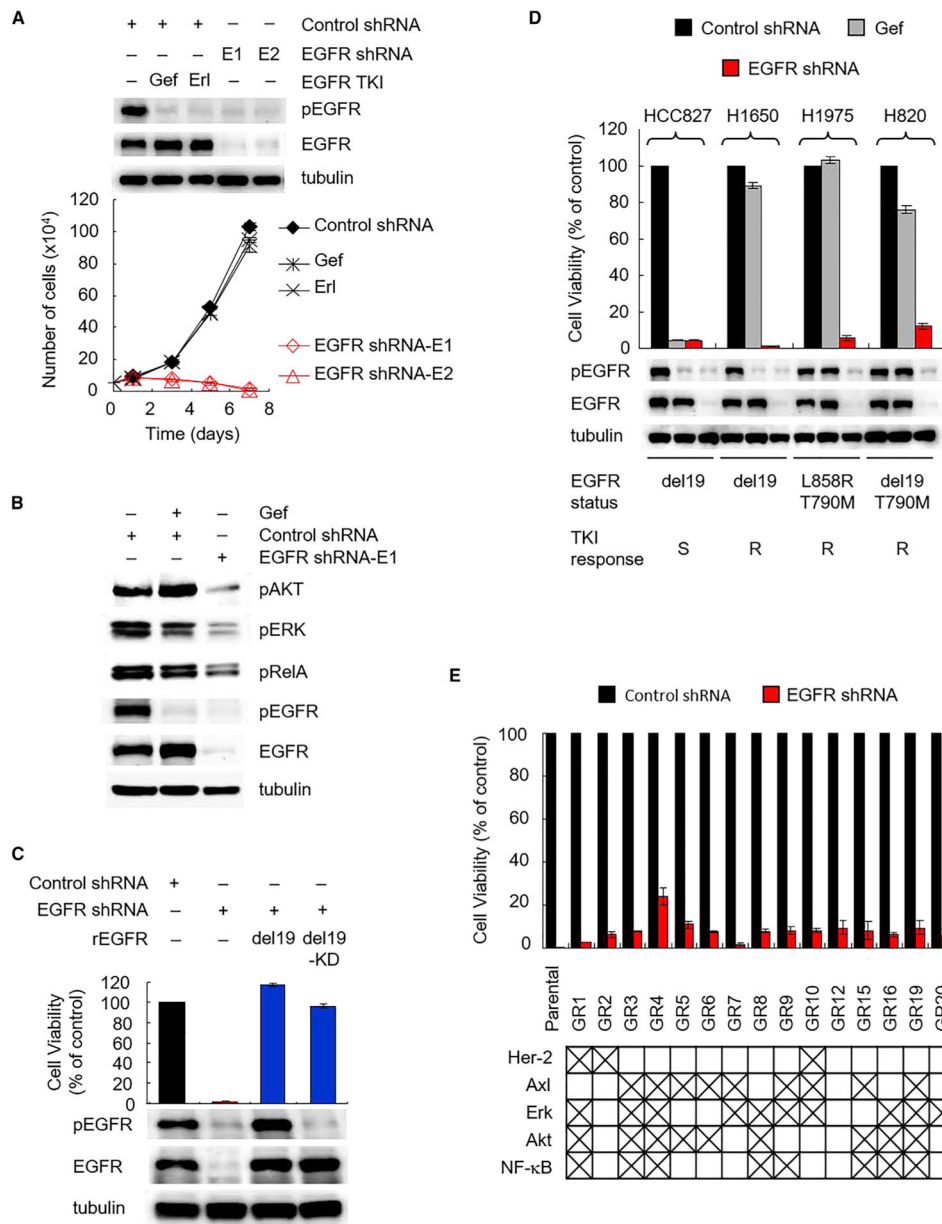 A
+ + + – – Control shRNA
– – – E1 E2 EGFR shRNA
– Gef Erl – – EGFR TKI
pEGFR
EGFR
tubulin
Number of cells (x10⁴)
120
100
80
60
40
20
0
0 2 4 6 8
Time (days)
Control shRNA
Gef
Erl
EGFR shRNA-E1
EGFR shRNA-E2
B
– + – Gef
+ + – Control shRNA
– – + EGFR shRNA-E1
pAKT
pERK
pRelA
pEGFR
EGFR
tubulin
C
Control shRNA + – – –
EGFR shRNA – + + +
rEGFR – – del19 del19
-KD
Cell Viability
(% of control)
120
100
80
60
40
20
0
pEGFR
EGFR
tubulin
D
Control shRNA Gef
EGFR shRNA
HCC827 H1650 H1975 H820
Cell Viability (% of control)
120
100
80
60
40
20
0
pEGFR
EGFR
tubulin
EGFR
status
del19 del19 L858R del19
T790M T790M
TKI
response
S R R R
E
Control shRNA EGFR shRNA
Cell Viability (% of control)
100
80
60
40
20
0
Parental GR1 GR2 GR3 GR4 GR5 GR6 GR7 GR8 GR9 GR10 GR12 GR15 GR16 GR19 GR20
Her-2
Axl
Erk
Akt
NF-κB